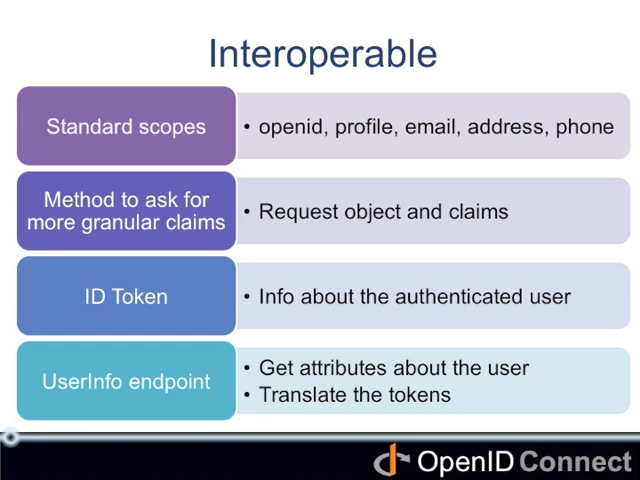 Interoperable
Standard scopes
• openid, profile, email, address, phone
Method to ask for
more granular claims
• Request object and claims
ID Token
• Info about the authenticated user
UserInfo endpoint
• Get attributes about the user
• Translate the tokens
OpenID Connect